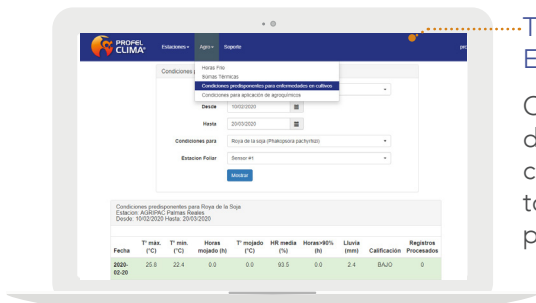 PROFEL
CLIMA
Estaciones
Agro
Soporte
Horas Frío
Sumas Térmicas
Condiciones predisponentes para enfermedades en cultivos
Condiciones para aplicación de agroquímicos
Condiciones
Desde 10/02/2020
Hasta 20/03/2020
Condiciones para Roya de la soja (Phakopsora pachyrhizi)
Estacion Foliar Sensor #1
Mostrar
Condiciones predisponentes para Roya de la Soja
Estacion: AGRIPAC Palmas Reales
Desde: 10/02/2020 Hasta: 20/03/2020
Fecha T° máx. (°C) T° mín. (°C) Horas mojado (h) T° mojado (°C) HR media (%) Horas>90% (h) Lluvia (mm) Calificación Registros Procesados
2020-02-20 25.8 22.4 0.0 0.0 93.5 0.0 2.4 BAJO 0
T
E
C
d
c
to
p